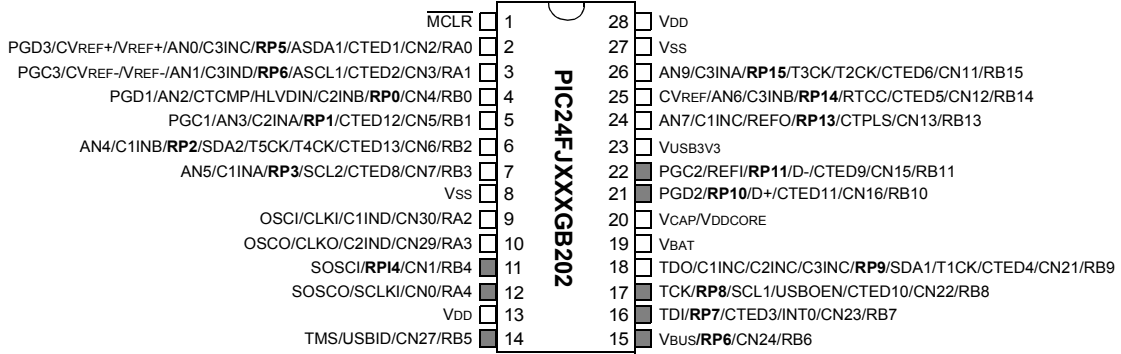 MCLR 1
PGD3/CVREF+/VREF+/AN0/C3INC/RP5/ASDA1/CTED1/CN2/RA0 2
PGC3/CVREF-/VREF-/AN1/C3IND/RP6/ASCL1/CTED2/CN3/RA1 3
PGD1/AN2/CTCMP/HLVDIN/C2INB/RP0/CN4/RB0 4
PGC1/AN3/C2INA/RP1/CTED12/CN5/RB1 5
AN4/C1INB/RP2/SDA2/T5CK/T4CK/CTED13/CN6/RB2 6
AN5/C1INA/RP3/SCL2/CTED8/CN7/RB3 7
VSS 8
OSCI/CLKI/C1IND/CN30/RA2 9
OSCO/CLKO/C2IND/CN29/RA3 10
SOSCI/RPI4/CN1/RB4 11
SOSCO/SCLKI/CN0/RA4 12
VDD 13
TMS/USBID/CN27/RB5 14
PIC24FJXXXGB202
28 VDD
27 VSS
26 AN9/C3INA/RP15/T3CK/T2CK/CTED6/CN11/RB15
25 CVREF/AN6/C3INB/RP14/RTCC/CTED5/CN12/RB14
24 AN7/C1INC/REFO/RP13/CTPLS/CN13/RB13
23 VUSB3V3
22 PGC2/REFI/RP11/D-/CTED9/CN15/RB11
21 PGD2/RP10/D+/CTED11/CN16/RB10
20 VCAP/VDDCORE
19 VBAT
18 TDO/C1INC/C2INC/C3INC/RP9/SDA1/T1CK/CTED4/CN21/RB9
17 TCK/RP8/SCL1/USBOEN/CTED10/CN22/RB8
16 TDI/RP7/CTED3/INT0/CN23/RB7
15 VBUS/RP6/CN24/RB6